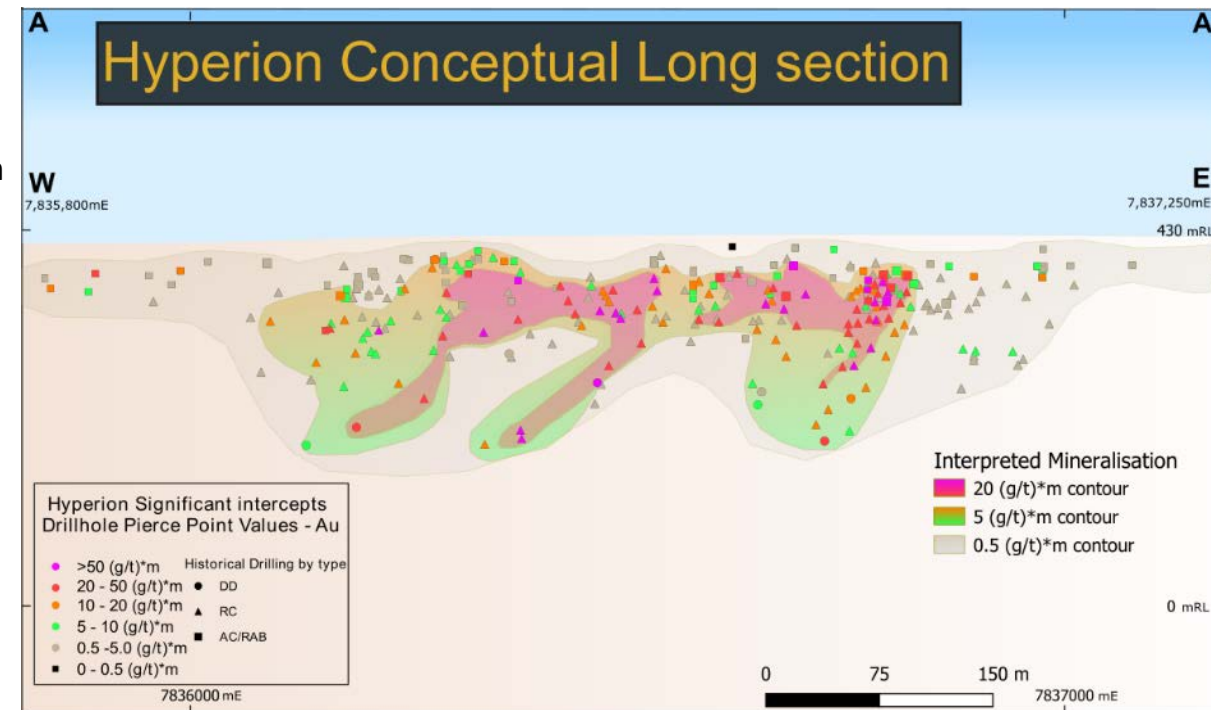 A
A
Hyperion Conceptual Long section
W
E
7,835,800mE
7,837,250mE
430 mRL
Interpreted Mineralisation
20 (g/t)*m contour
5 (g/t)*m contour
0.5 (g/t)*m contour
Hyperion Significant intercepts
Drillhole Pierce Point Values - Au
>50 (g/t)*m
20 - 50 (g/t)*m
10 - 20 (g/t)*m
5 - 10 (g/t)*m
0.5 -5.0 (g/t)*m
0 - 0.5 (g/t)*m
Historical Drilling by type
DD
RC
AC/RAB
0 mRL
0 75 150 m
7836000 mE
7837000 mE